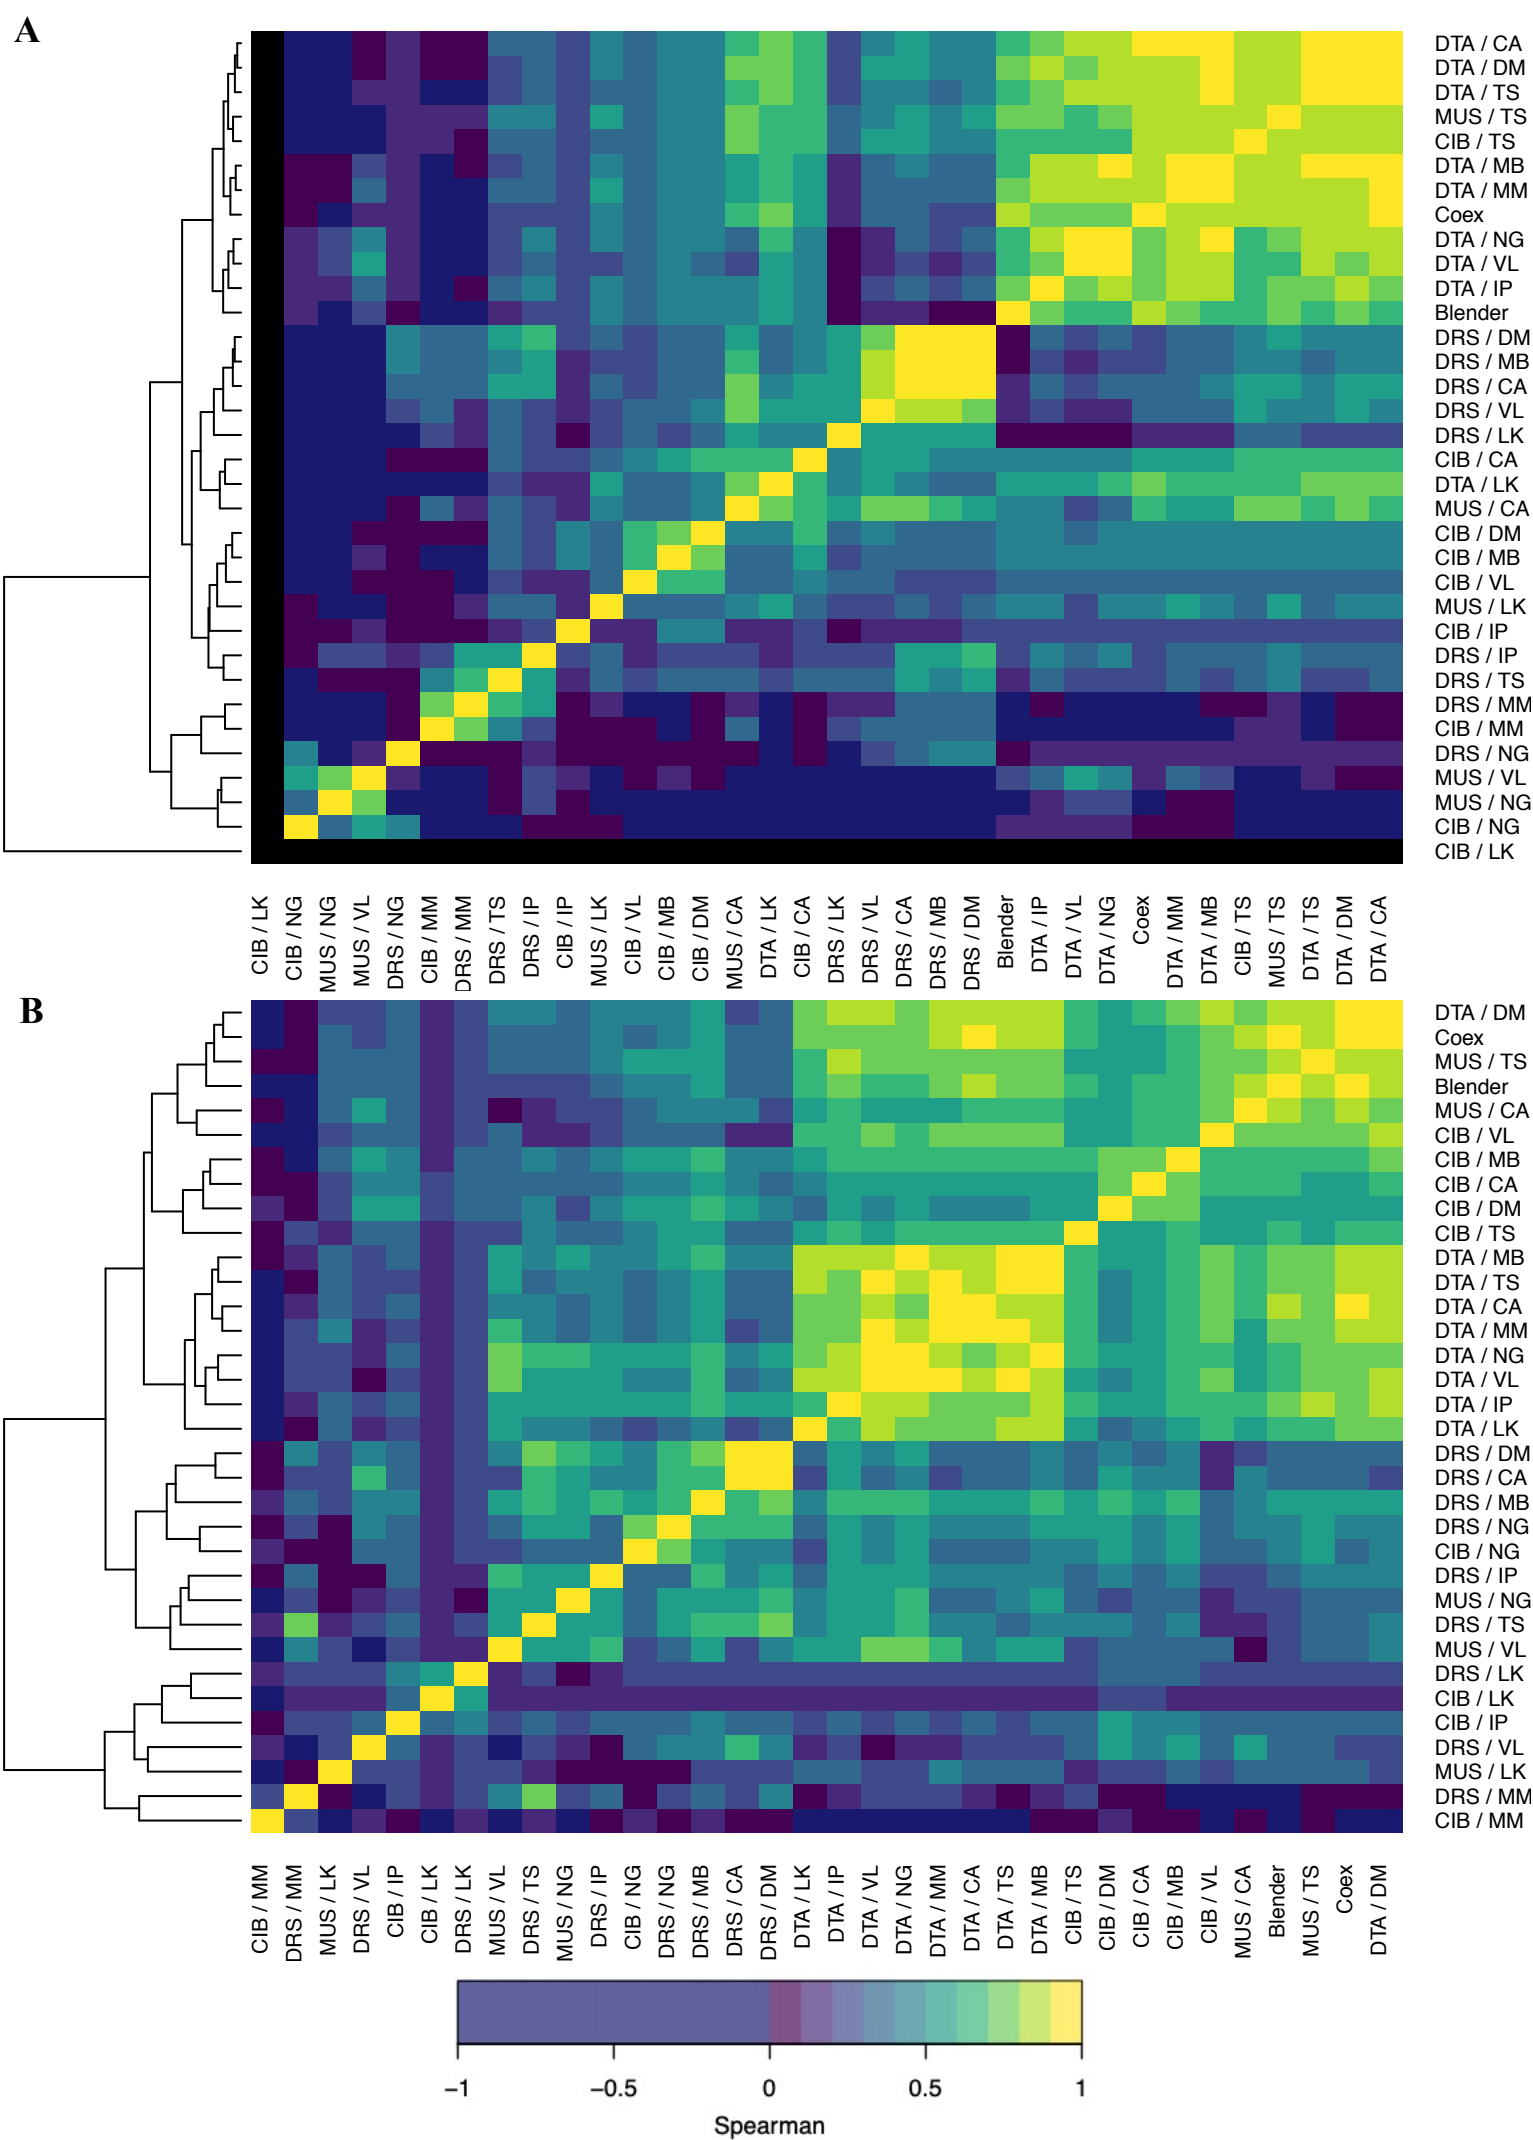 A
DTA / CA
DTA / DM
DTA / TS
MUS / TS
CIB / TS
DTA / MB
DTA / MM
Coex
DTA / NG
DTA / VL
DTA / IP
Blender
DRS / DM
DRS / MB
DRS / CA
DRS / VL
DRS / LK
CIB / CA
DTA / LK
MUS / CA
CIB / DM
CIB / MB
CIB / VL
MUS / LK
CIB / IP
DRS / IP
DRS / TS
DRS / MM
CIB / MM
DRS / NG
MUS / VL
MUS / NG
CIB / NG
CIB / LK
CIB / LK
CIB / NG
MUS / NG
MUS / VL
DRS / NG
CIB / MM
DRS / MM
DRS / TS
DRS / IP
CIB / IP
MUS / LK
CIB / VL
CIB / MB
CIB / DM
MUS / CA
DTA / LK
CIB / CA
DRS / LK
DRS / VL
DRS / CA
DRS / MB
DRS / DM
Blender
DTA / IP
DTA / VL
DTA / NG
Coex
DTA / MM
DTA / MB
CIB / TS
MUS / TS
DTA / TS
DTA / DM
DTA / CA
B
DTA / DM
Coex
MUS / TS
Blender
MUS / CA
CIB / VL
CIB / MB
CIB / CA
CIB / DM
CIB / TS
DTA / MB
DTA / TS
DTA / CA
DTA / MM
DTA / NG
DTA / VL
DTA / IP
DTA / LK
DRS / DM
DRS / CA
DRS / MB
DRS / NG
CIB / NG
DRS / IP
MUS / NG
DRS / TS
MUS / VL
DRS / LK
CIB / LK
CIB / IP
DRS / VL
MUS / LK
DRS / MM
CIB / MM
CIB / MM
DRS / MM
MUS / LK
DRS / VL
CIB / IP
CIB / LK
DRS / LK
MUS / VL
DRS / TS
MUS / NG
DRS / IP
CIB / NG
DRS / NG
DRS / MB
DRS / CA
DRS / DM
DTA / LK
DTA / IP
DTA / VL
DTA / NG
DTA / MM
DTA / CA
DTA / TS
DTA / MB
CIB / TS
CIB / DM
CIB / CA
CIB / MB
CIB / VL
MUS / CA
Blender
MUS / TS
Coex
DTA / DM
−1
−0.5
0
0.5
1
Spearman